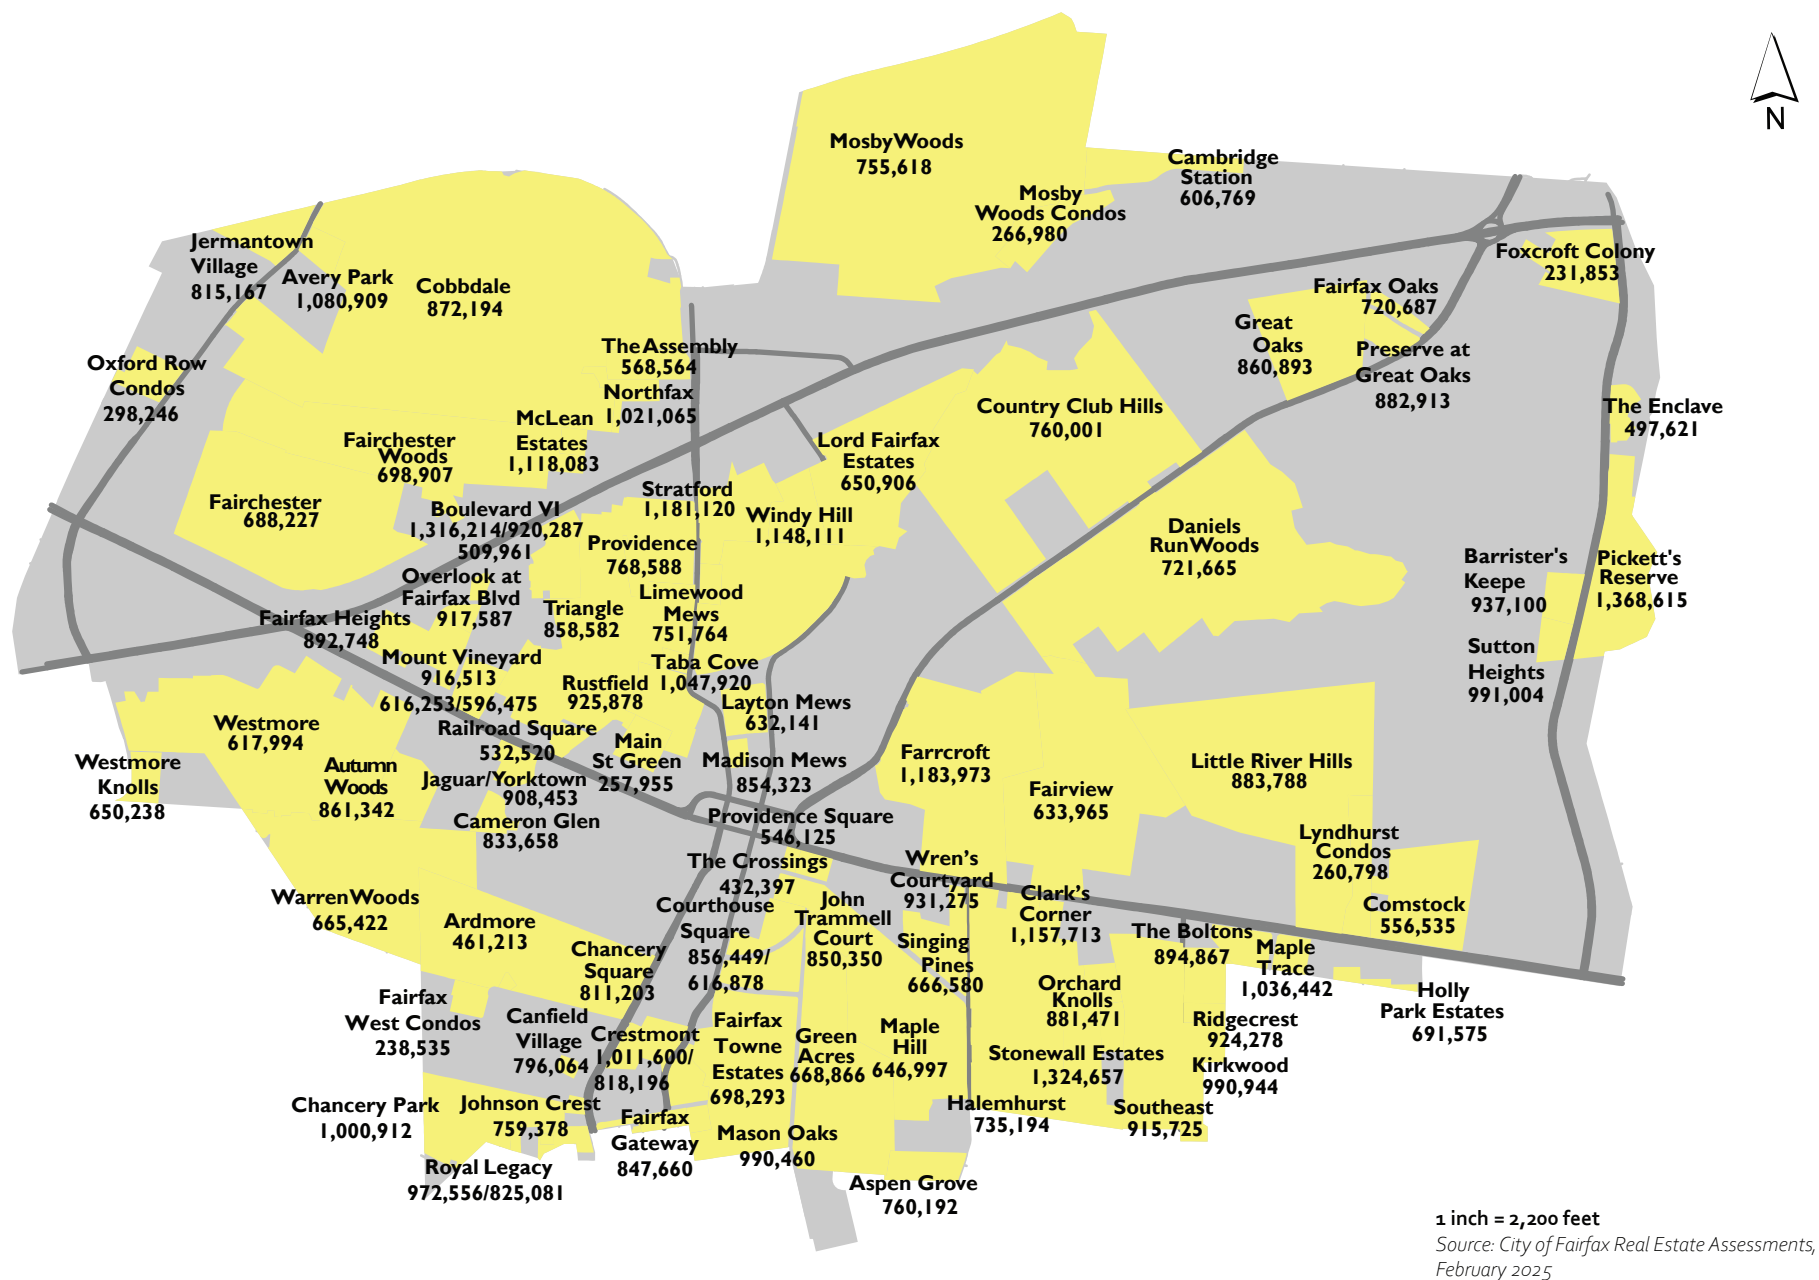 N
MosbyWoods
755,618
Cambridge
Station
606,769
Mosby
Woods Condos
266,980
Jermantown
Village
815,167
Avery Park
1,080,909
Cobbdale
872,194
Foxcroft Colony
231,853
Fairfax Oaks
720,687
Great
Oaks
860,893
Preserve at
Great Oaks
882,913
Oxford Row
Condos
298,246
The Assembly
568,564
Northfax
1,021,065
McLean
Estates
1,118,083
Fairchester
Woods
698,907
Fairchester
688,227
Country Club Hills
760,001
Lord Fairfax
Estates
650,906
The Enclave
497,621
Stratford
1,181,120
Windy Hill
1,148,111
Boulevard VI
1,316,214/920,287
509,961
Providence
768,588
Daniels
RunWoods
721,665
Barrister's
Keepe
937,100
Pickett's
Reserve
1,368,615
Overlook at
Fairfax Blvd
917,587
Triangle
858,582
Limewood
Mews
751,764
Fairfax Heights
892,748
Mount Vineyard
916,513
616,253/596,475
Rustfield
925,878
Taba Cove
1,047,920
Sutton
Heights
991,004
Layton Mews
632,141
Westmore
617,994
Railroad Square
532,520
Main
St Green
257,955
Madison Mews
854,323
Farrcroft
1,183,973
Little River Hills
883,788
Fairview
633,965
Westmore
Knolls
650,238
Autumn
Woods
861,342
Jaguar/Yorktown
908,453
Cameron Glen
833,658
Providence Square
546,125
Lyndhurst
Condos
260,798
The Crossings
432,397
Wren's
Courtyard
931,275
Clark's
Corner
1,157,713
Comstock
556,535
WarrenWoods
665,422
Ardmore
461,213
Courthouse
Square
856,449/
616,878
John
Trammell
Court
850,350
Singing
Pines
666,580
The Boltons
894,867
Maple
Trace
1,036,442
Chancery
Square
811,203
Orchard
Knolls
881,471
Holly
Park Estates
691,575
Fairfax
West Condos
238,535
Canfield
Village
796,064
Crestmont
1,011,600/
818,196
Fairfax
Towne
Estates
698,293
Green
Acres
668,866
Maple
Hill
646,997
Ridgecrest
924,278
Stonewall Estates
1,324,657
Kirkwood
990,944
Chancery Park
1,000,912
Johnson Crest
759,378
Fairfax
Gateway
847,660
Halemhurst
735,194
Southeast
915,725
Mason Oaks
990,460
Royal Legacy
972,556/825,081
Aspen Grove
760,192
1 inch = 2,200 feet
Source: City of Fairfax Real Estate Assessments,
February 2025